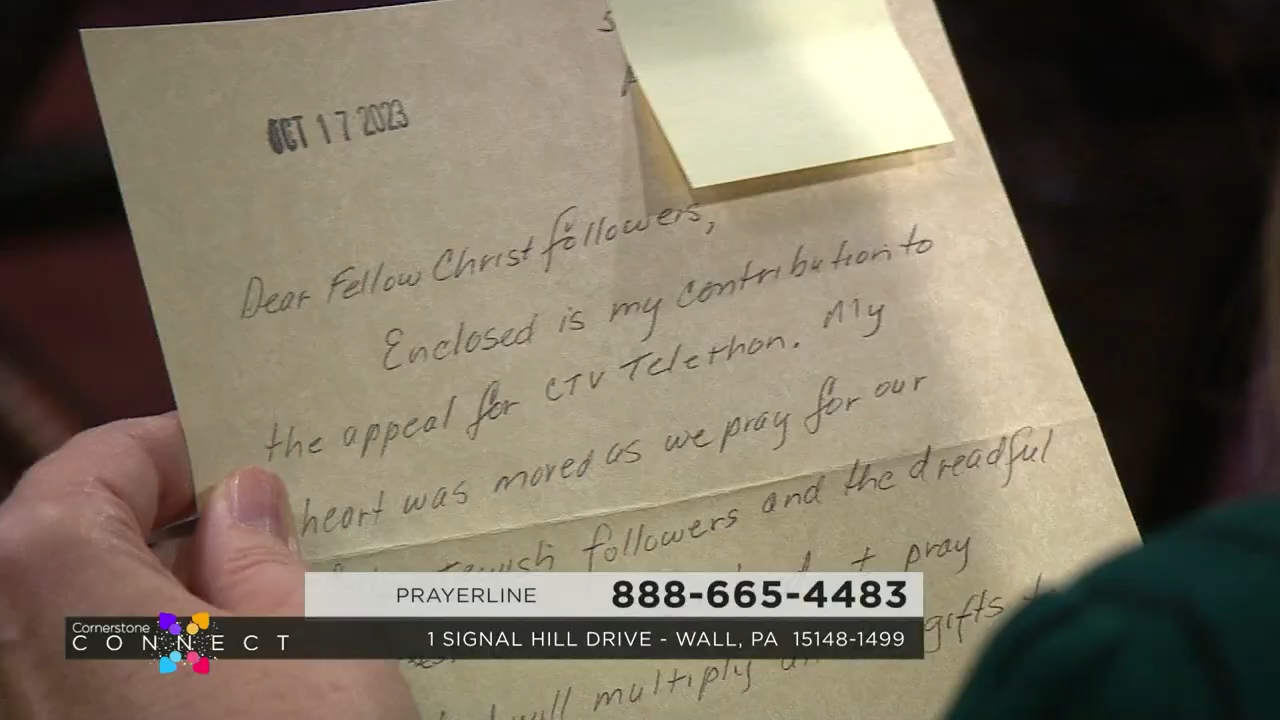 OCT 17 2023
Dear Fellow Christ followers,
Enclosed is my contribution to
the appeal for CTV Telethon. My
heart was moved as we pray for our
Jewish followers and the dreadful
pray
gifts
will multiply
PRAYERLINE 888-665-4483
Cornerstone
CONNECT
1 SIGNAL HILL DRIVE - WALL, PA 15148-1499